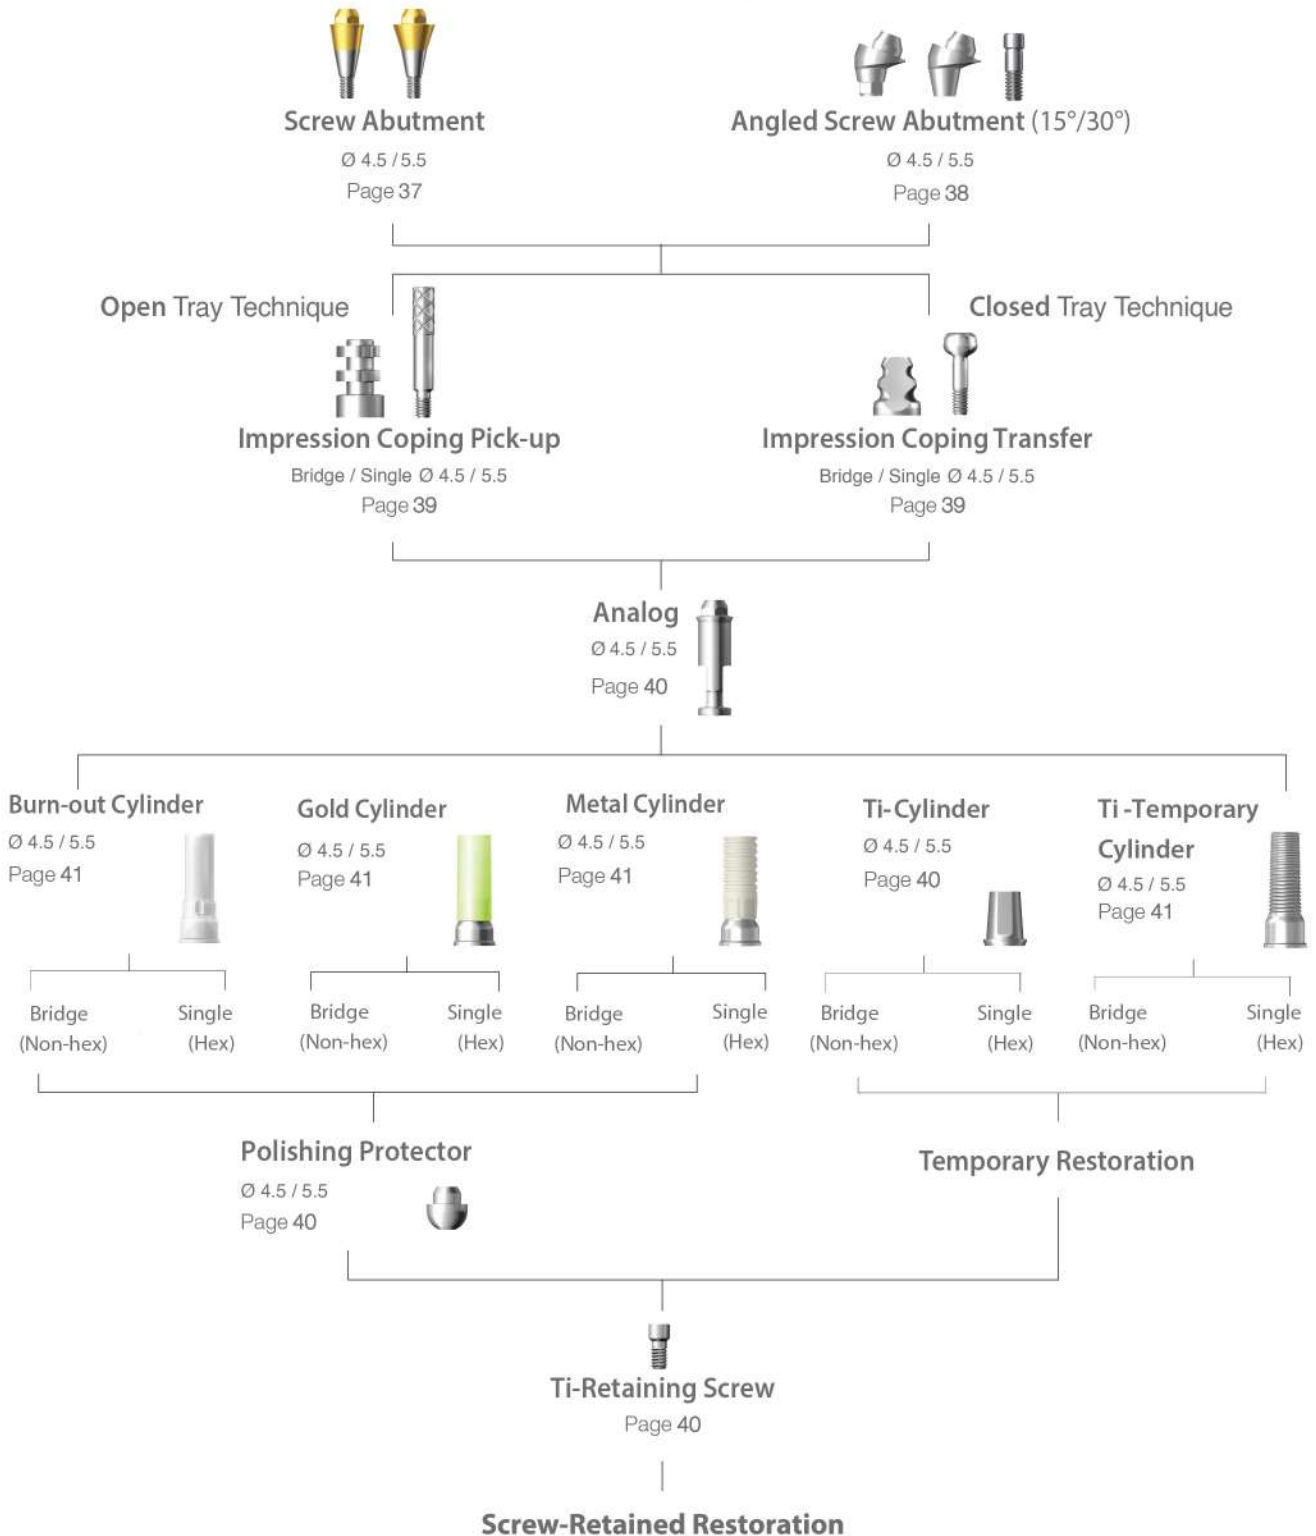 Screw Abutment
Ø 4.5 / 5.5
Page 37
Angled Screw Abutment (15°/30°)
Ø 4.5 / 5.5
Page 38
Open Tray Technique
Closed Tray Technique
Impression Coping Pick-up
Bridge / Single Ø 4.5 / 5.5
Page 39
Impression Coping Transfer
Bridge / Single Ø 4.5 / 5.5
Page 39
Analog
Ø 4.5 / 5.5
Page 40
Burn-out Cylinder
Ø 4.5 / 5.5
Page 41
Gold Cylinder
Ø 4.5 / 5.5
Page 41
Metal Cylinder
Ø 4.5 / 5.5
Page 41
Ti-Cylinder
Ø 4.5 / 5.5
Page 40
Ti -Temporary
Cylinder
Ø 4.5 / 5.5
Page 41
Bridge
(Non-hex)
Single
(Hex)
Bridge
(Non-hex)
Single
(Hex)
Bridge
(Non-hex)
Single
(Hex)
Bridge
(Non-hex)
Single
(Hex)
Bridge
(Non-hex)
Single
(Hex)
Polishing Protector
Ø 4.5 / 5.5
Page 40
Temporary Restoration
Ti-Retaining Screw
Page 40
Screw-Retained Restoration